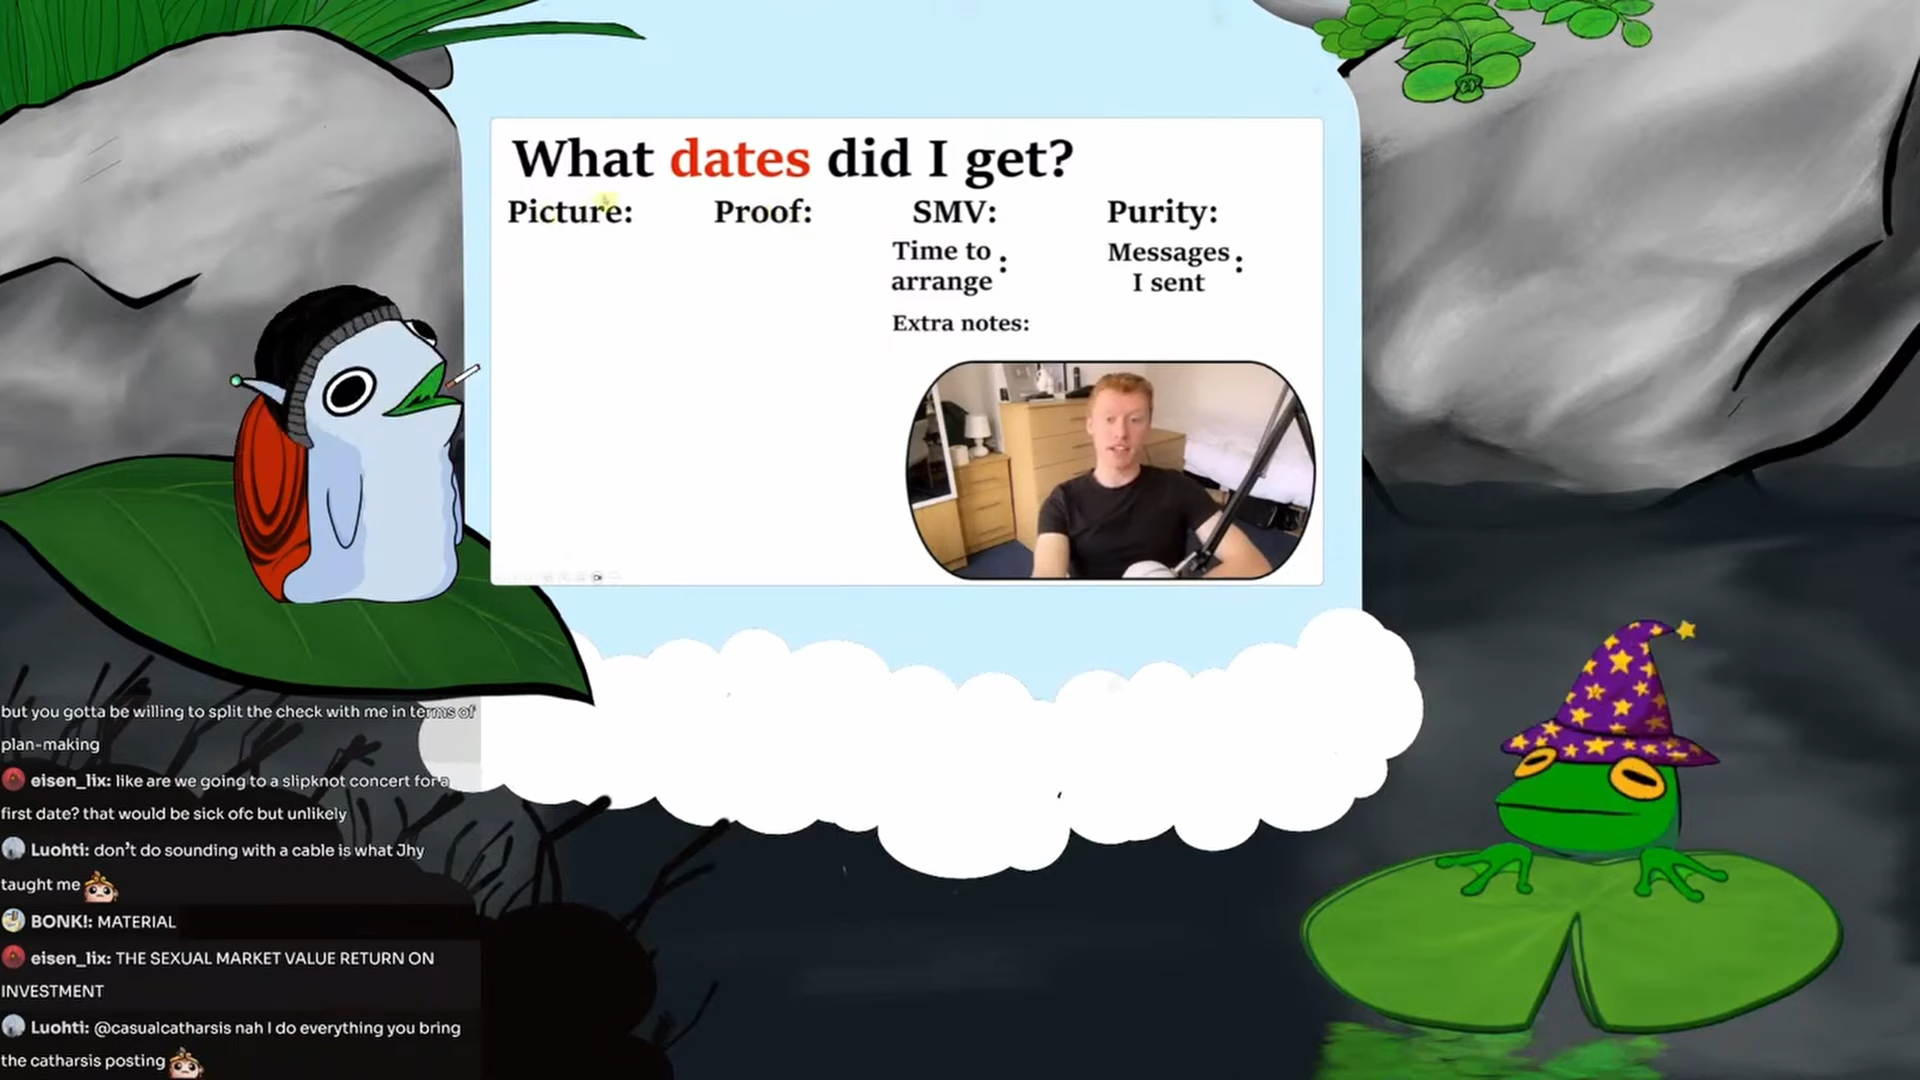 What dates did I get?
Picture: Proof: SMV: Purity:
Time to arrange : Messages I sent :
Extra notes:
but you gotta be willing to split the check with me in terms of
plan-making
eisen_lix: like are we going to a slipknot concert for a
first date? that would be sick ofc but unlikely
Luohti: don't do sounding with a cable is what Jhy
taught me
BONK!: MATERIAL
eisen_lix: THE SEXUAL MARKET VALUE RETURN ON
INVESTMENT
Luohti: @casualcatharsis nah I do everything you bring
the catharsis posting